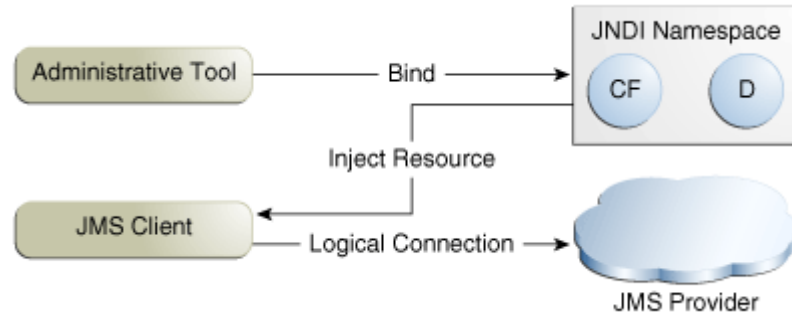 JNDI Namespace
Administrative Tool
Bind
CF
D
Inject Resource
JMS Client
Logical Connection
JMS Provider